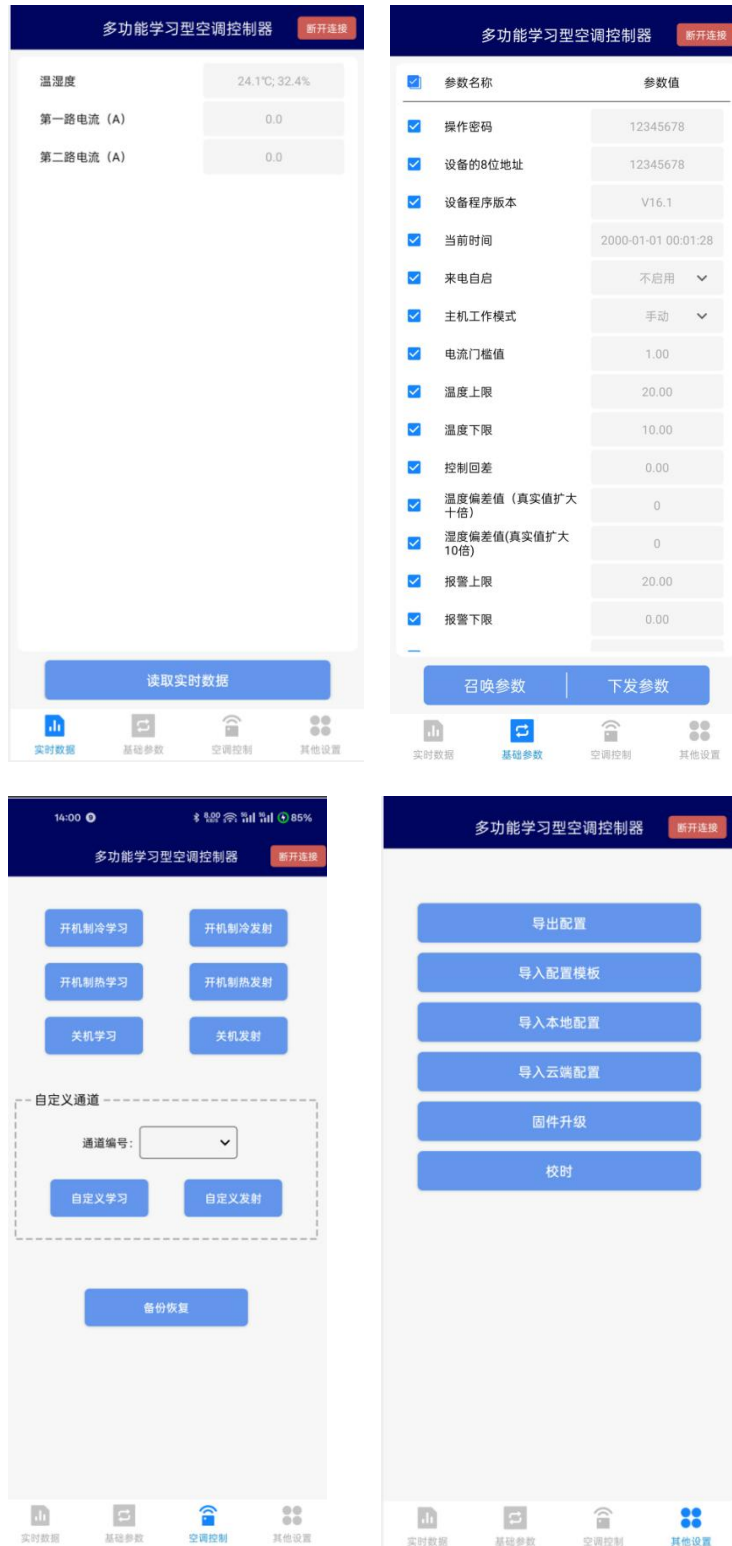 多功能学习型空调控制器 断开连接
温湿度 24.1℃; 32.4%
第一路电流（A） 0.0
第二路电流（A） 0.0
读取实时数据
实时数据 基础参数 空调控制 其他设置
多功能学习型空调控制器 断开连接
参数名称 参数值
操作密码 12345678
设备的8位地址 12345678
设备程序版本 V16.1
当前时间 2000-01-01 00:01:28
来电自启 不启用
主机工作模式 手动
电流门槛值 1.00
温度上限 20.00
温度下限 10.00
控制回差 0.00
温度偏差值（真实值扩大
十倍） 0
湿度偏差值(真实值扩大
10倍) 0
报警上限 20.00
报警下限 0.00
召唤参数 下发参数
实时数据 基础参数 空调控制 其他设置
14:00 85%
多功能学习型空调控制器 断开连接
开机制冷学习 开机制冷发射
开机制热学习 开机制热发射
关机学习 关机发射
自定义通道
通道编号:
自定义学习 自定义发射
备份恢复
实时数据 基础参数 空调控制 其他设置
多功能学习型空调控制器 断开连接
导出配置
导入配置模板
导入本地配置
导入云端配置
固件升级
校时
实时数据 基础参数 空调控制 其他设置